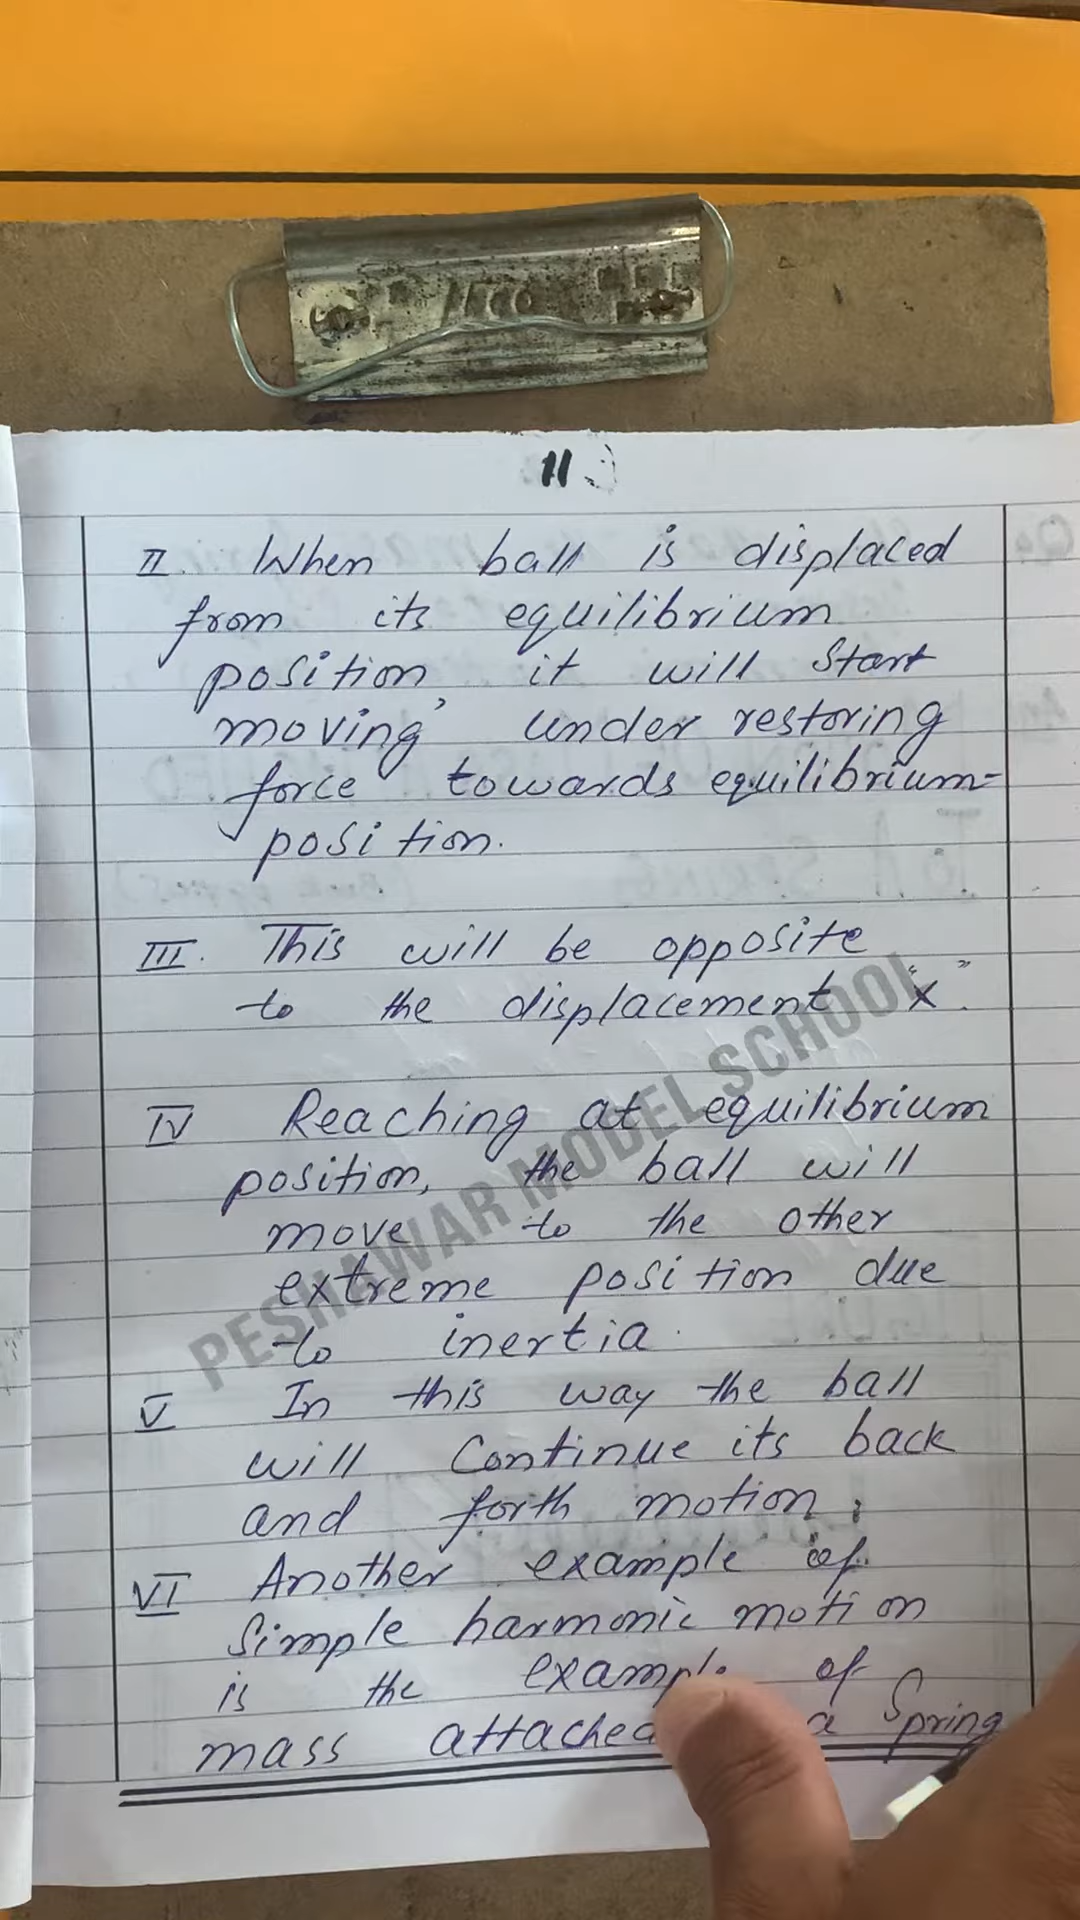 11
II. When ball is displaced
from its equilibrium
position, it will start
moving under restoring
force towards equilibrium-
position.
III. This will be opposite
to the displacement "x".
IV Reaching at equilibrium
position, the ball will
move to the other
extreme position due
to inertia.
V In this way the ball
will Continue its back
and forth motion.
VI Another example of
Simple harmonic motion
is the example of
mass attached a Spring
PESHAWAR MODEL SCHOOL